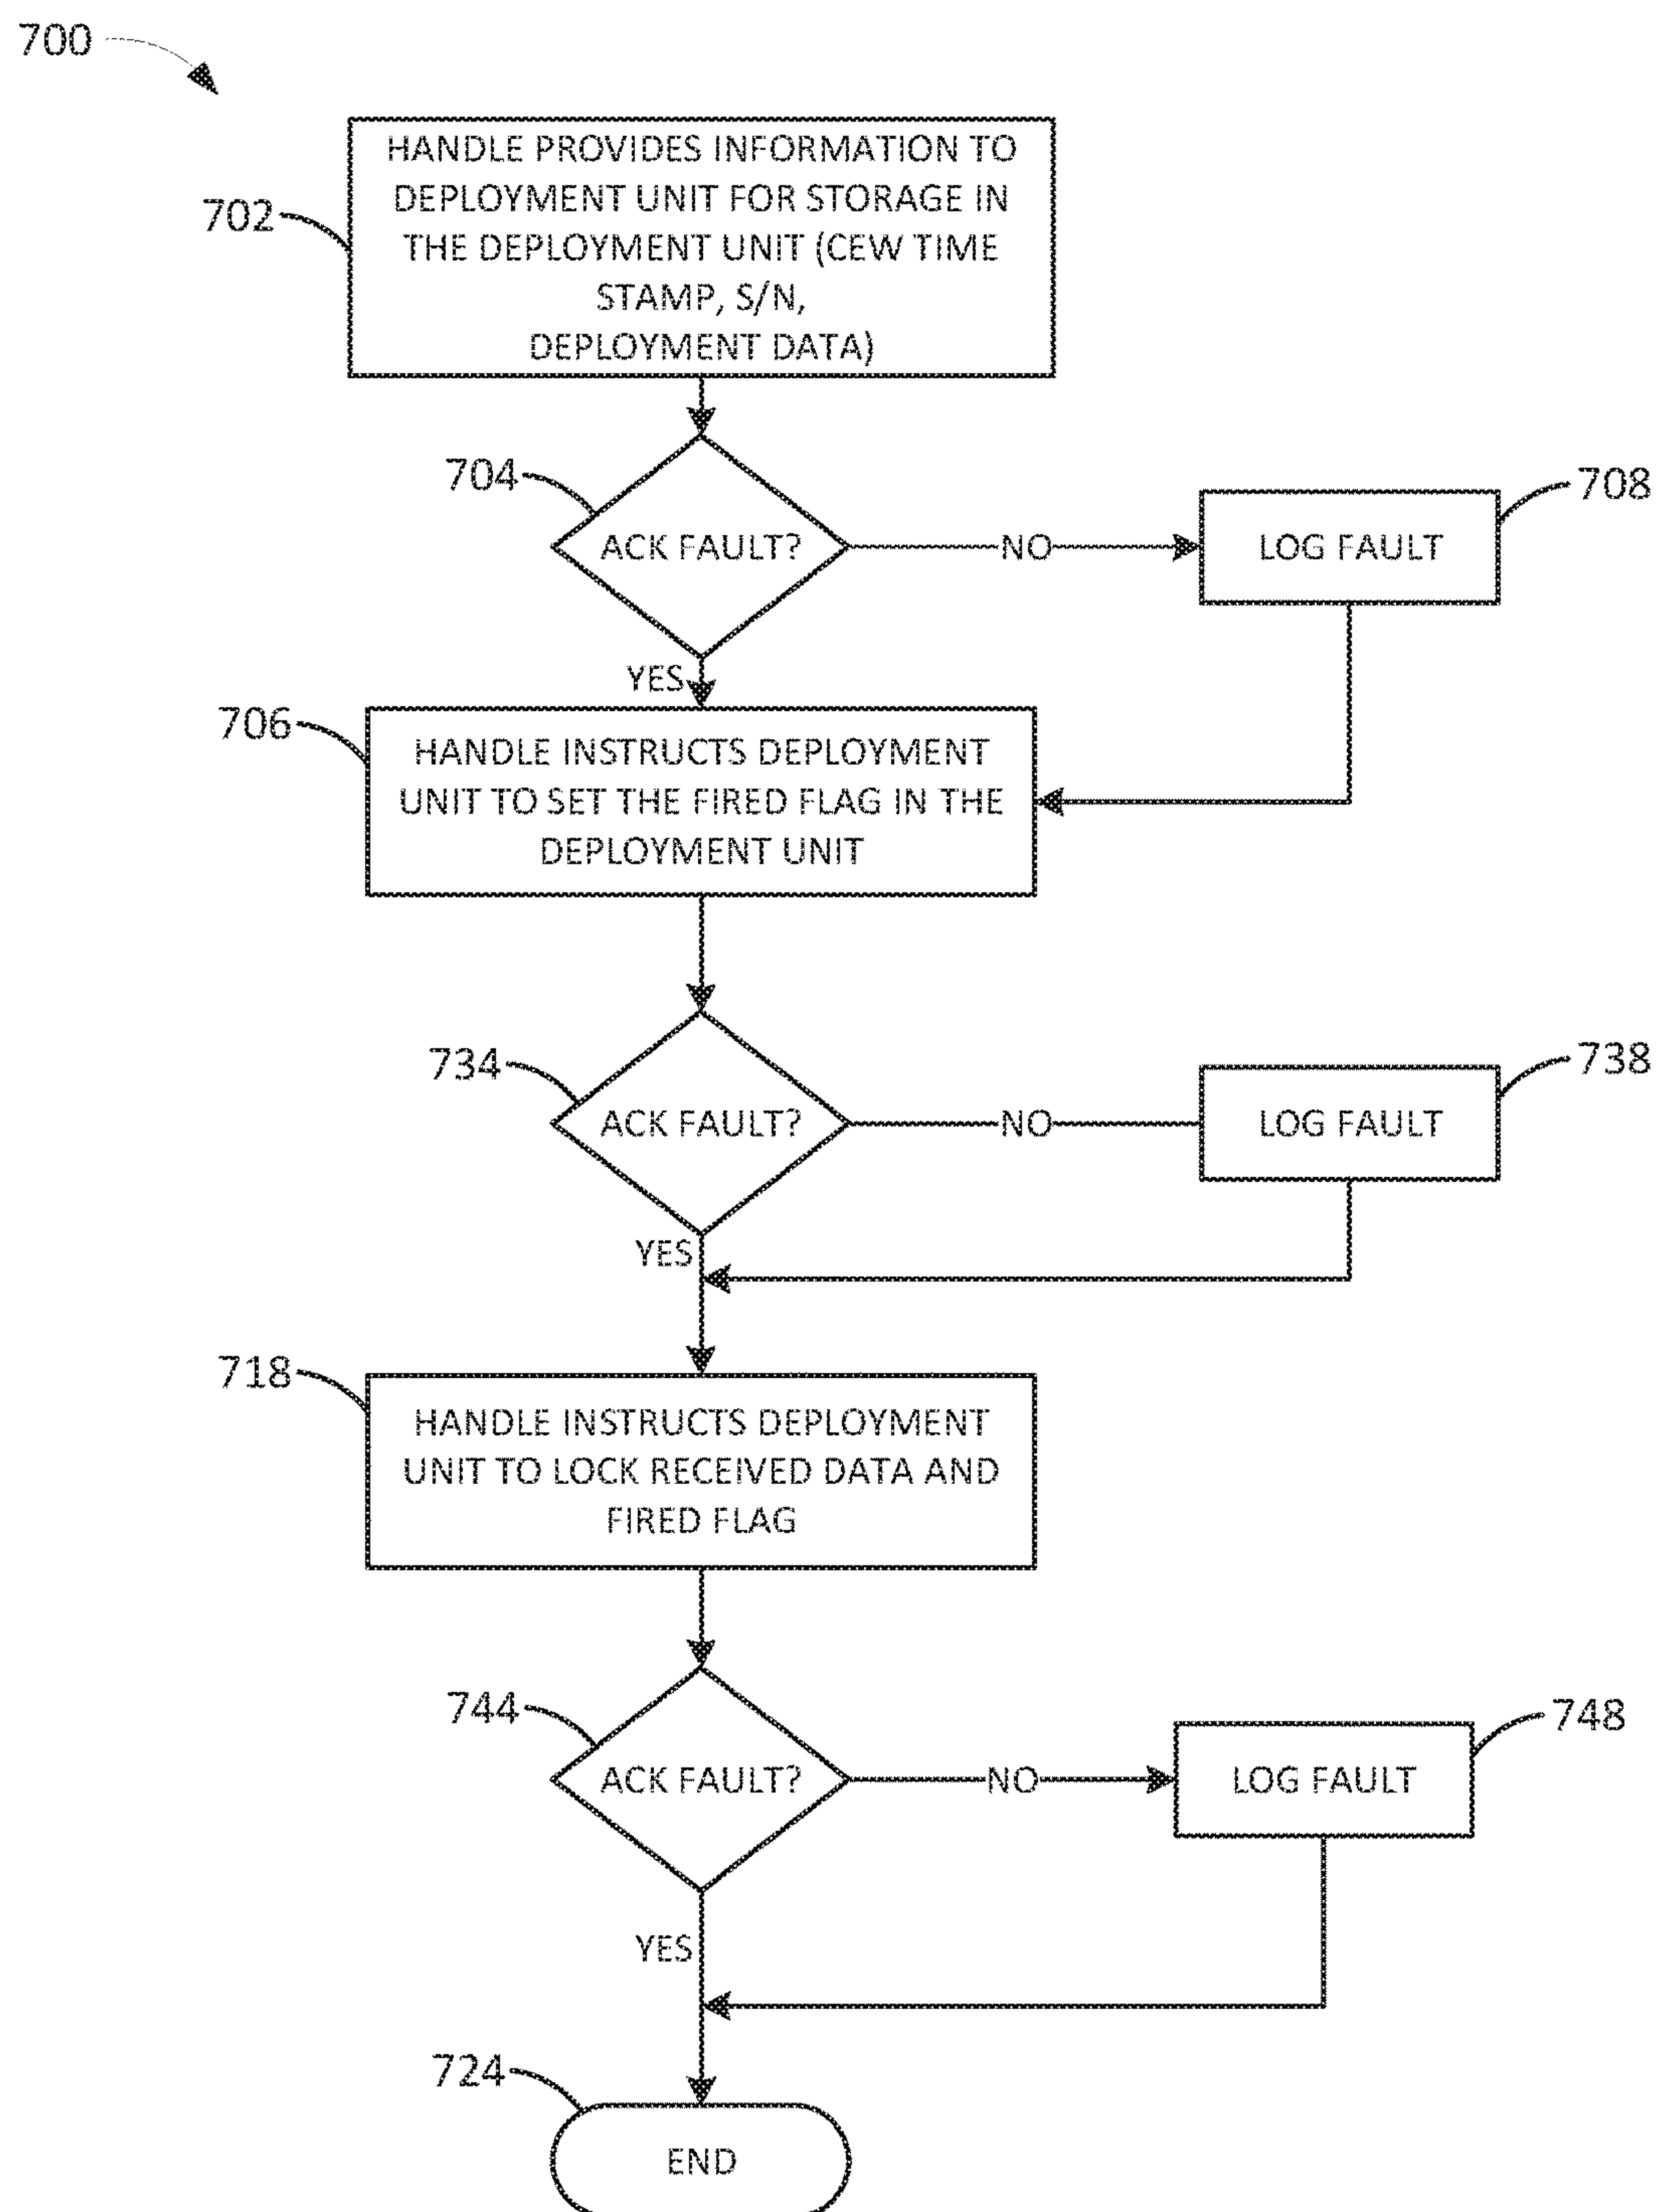 700
HANDLE PROVIDES INFORMATION TO
DEPLOYMENT UNIT FOR STORAGE IN
THE DEPLOYMENT UNIT (CEW TIME
STAMP, S/N,
DEPLOYMENT DATA)
702
704
ACK FAULT?
NO
LOG FAULT
708
YES
706
HANDLE INSTRUCTS DEPLOYMENT
UNIT TO SET THE FIRED FLAG IN THE
DEPLOYMENT UNIT
734
ACK FAULT?
NO
LOG FAULT
738
YES
718
HANDLE INSTRUCTS DEPLOYMENT
UNIT TO LOCK RECEIVED DATA AND
FIRED FLAG
744
ACK FAULT?
NO
LOG FAULT
748
YES
724
END